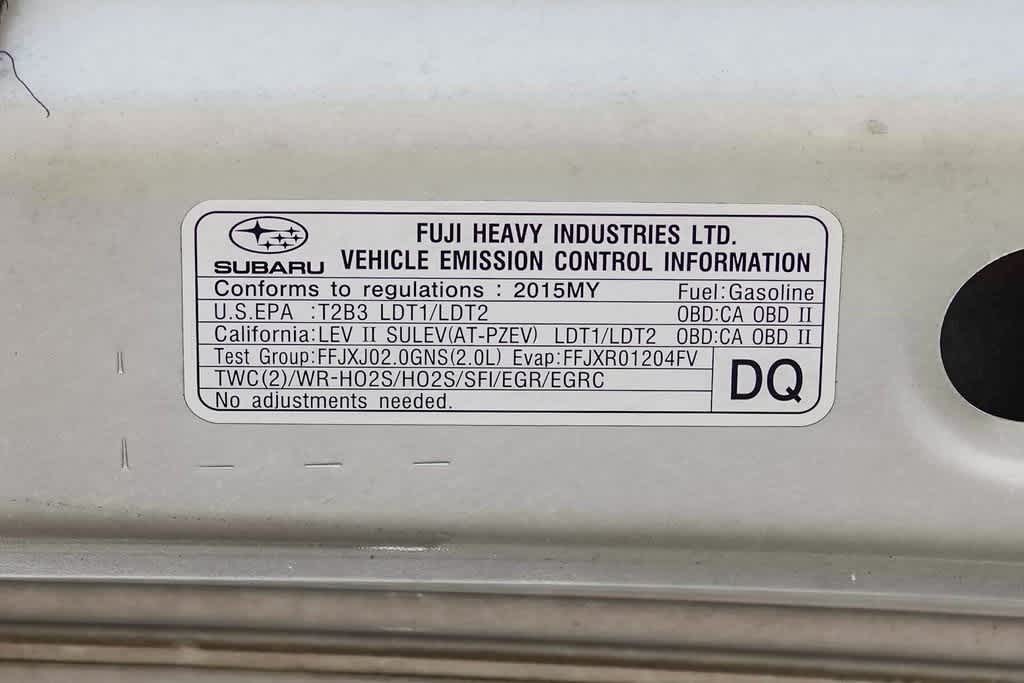 FUJI HEAVY INDUSTRIES LTD.
SUBARU VEHICLE EMISSION CONTROL INFORMATION
Conforms to regulations : 2015MY Fuel:Gasoline
U.S.EPA :T2B3 LDT1/LDT2 OBD:CA OBD II
California:LEV II SULEV(AT-PZEV) LDT1/LDT2 OBD:CA OBD II
Test Group:FFJXJ02.0GNS(2.0L) Evap:FFJXR01204FV
TWC(2)/WR-HO2S/HO2S/SFI/EGR/EGRC
No adjustments needed.
DQ